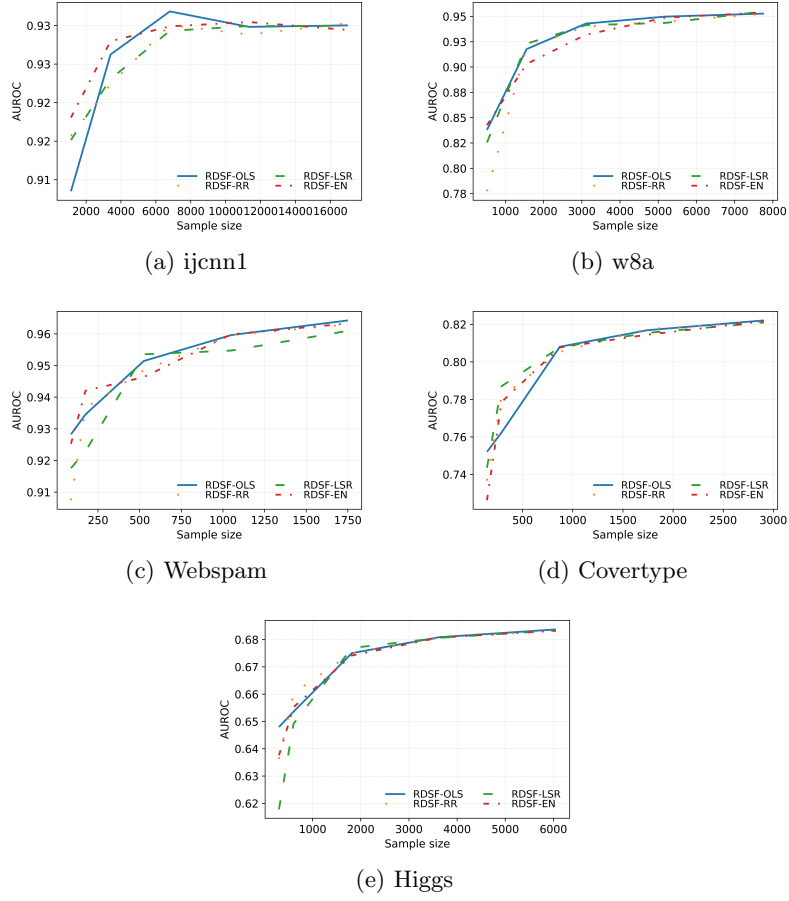 0.93
0.93
0.92
0.92
0.91
AUROC
RDSF-OLS
RDSF-RR
RDSF-LSR
RDSF-EN
2000 4000 6000 8000 10000 12000 14000 16000
Sample size
(a) ijcnn1
0.95
0.93
0.90
0.88
0.85
0.82
0.80
0.78
AUROC
RDSF-OLS
RDSF-RR
RDSF-LSR
RDSF-EN
1000 2000 3000 4000 5000 6000 7000 8000
Sample size
(b) w8a
0.96
0.95
0.94
0.93
0.92
0.91
AUROC
RDSF-OLS
RDSF-RR
RDSF-LSR
RDSF-EN
250 500 750 1000 1250 1500 1750
Sample size
(c) Webspam
0.82
0.80
0.78
0.76
0.74
AUROC
RDSF-OLS
RDSF-RR
RDSF-LSR
RDSF-EN
500 1000 1500 2000 2500 3000
Sample size
(d) Covertype
0.68
0.67
0.66
0.65
0.64
0.63
0.62
AUROC
RDSF-OLS
RDSF-RR
RDSF-LSR
RDSF-EN
1000 2000 3000 4000 5000 6000
Sample size
(e) Higgs